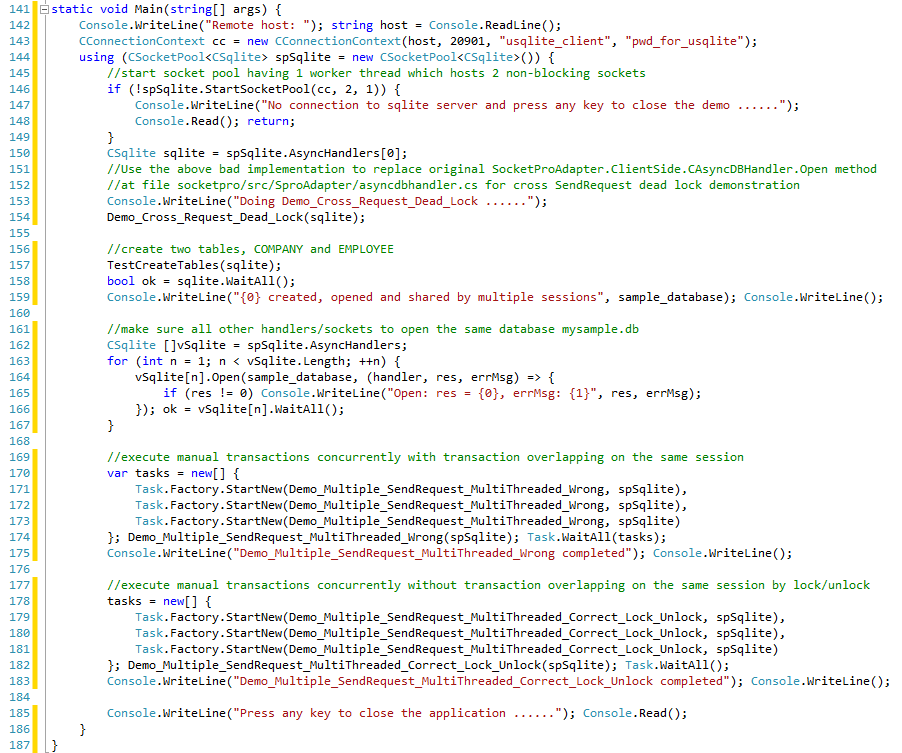 141 static void Main(string[] args) {
142     Console.WriteLine("Remote host: "); string host = Console.ReadLine();
143     CConnectionContext cc = new CConnectionContext(host, 20901, "usqlite_client", "pwd_for_usqlite");
144     using (CSocketPool<CSqlite> spSqlite = new CSocketPool<CSqlite>()) {
145         //start socket pool having 1 worker thread which hosts 2 non-blocking sockets
146         if (!spSqlite.StartSocketPool(cc, 2, 1)) {
147             Console.WriteLine("No connection to sqlite server and press any key to close the demo ......");
148             Console.Read(); return;
149         }
150         CSqlite sqlite = spSqlite.AsyncHandlers[0];
151         //Use the above bad implementation to replace original SocketProAdapter.ClientSide.CAsyncDBHandler.Open method
152         //at file socketpro/src/SproAdapter/asyncdbhandler.cs for cross SendRequest dead lock demonstration
153         Console.WriteLine("Doing Demo_Cross_Request_Dead_Lock ......");
154         Demo_Cross_Request_Dead_Lock(sqlite);
155
156         //create two tables, COMPANY and EMPLOYEE
157         TestCreateTables(sqlite);
158         bool ok = sqlite.WaitAll();
159         Console.WriteLine("{0} created, opened and shared by multiple sessions", sample_database); Console.WriteLine();
160
161         //make sure all other handlers/sockets to open the same database mysample.db
162         CSqlite []vSqlite = spSqlite.AsyncHandlers;
163         for (int n = 1; n < vSqlite.Length; ++n) {
164             vSqlite[n].Open(sample_database, (handler, res, errMsg) => {
165                 if (res != 0) Console.WriteLine("Open: res = {0}, errMsg: {1}", res, errMsg);
166             }); ok = vSqlite[n].WaitAll();
167         }
168
169         //execute manual transactions concurrently with transaction overlapping on the same session
170         var tasks = new[] {
171             Task.Factory.StartNew(Demo_Multiple_SendRequest_MultiThreaded_Wrong, spSqlite),
172             Task.Factory.StartNew(Demo_Multiple_SendRequest_MultiThreaded_Wrong, spSqlite),
173             Task.Factory.StartNew(Demo_Multiple_SendRequest_MultiThreaded_Wrong, spSqlite)
174         }; Demo_Multiple_SendRequest_MultiThreaded_Wrong(spSqlite); Task.WaitAll(tasks);
175         Console.WriteLine("Demo_Multiple_SendRequest_MultiThreaded_Wrong completed"); Console.WriteLine();
176
177         //execute manual transactions concurrently without transaction overlapping on the same session by lock/unlock
178         tasks = new[] {
179             Task.Factory.StartNew(Demo_Multiple_SendRequest_MultiThreaded_Correct_Lock_Unlock, spSqlite),
180             Task.Factory.StartNew(Demo_Multiple_SendRequest_MultiThreaded_Correct_Lock_Unlock, spSqlite),
181             Task.Factory.StartNew(Demo_Multiple_SendRequest_MultiThreaded_Correct_Lock_Unlock, spSqlite)
182         }; Demo_Multiple_SendRequest_MultiThreaded_Correct_Lock_Unlock(spSqlite); Task.WaitAll();
183         Console.WriteLine("Demo_Multiple_SendRequest_MultiThreaded_Correct_Lock_Unlock completed"); Console.WriteLine();
184
185         Console.WriteLine("Press any key to close the application ......"); Console.Read();
186     }
187 }